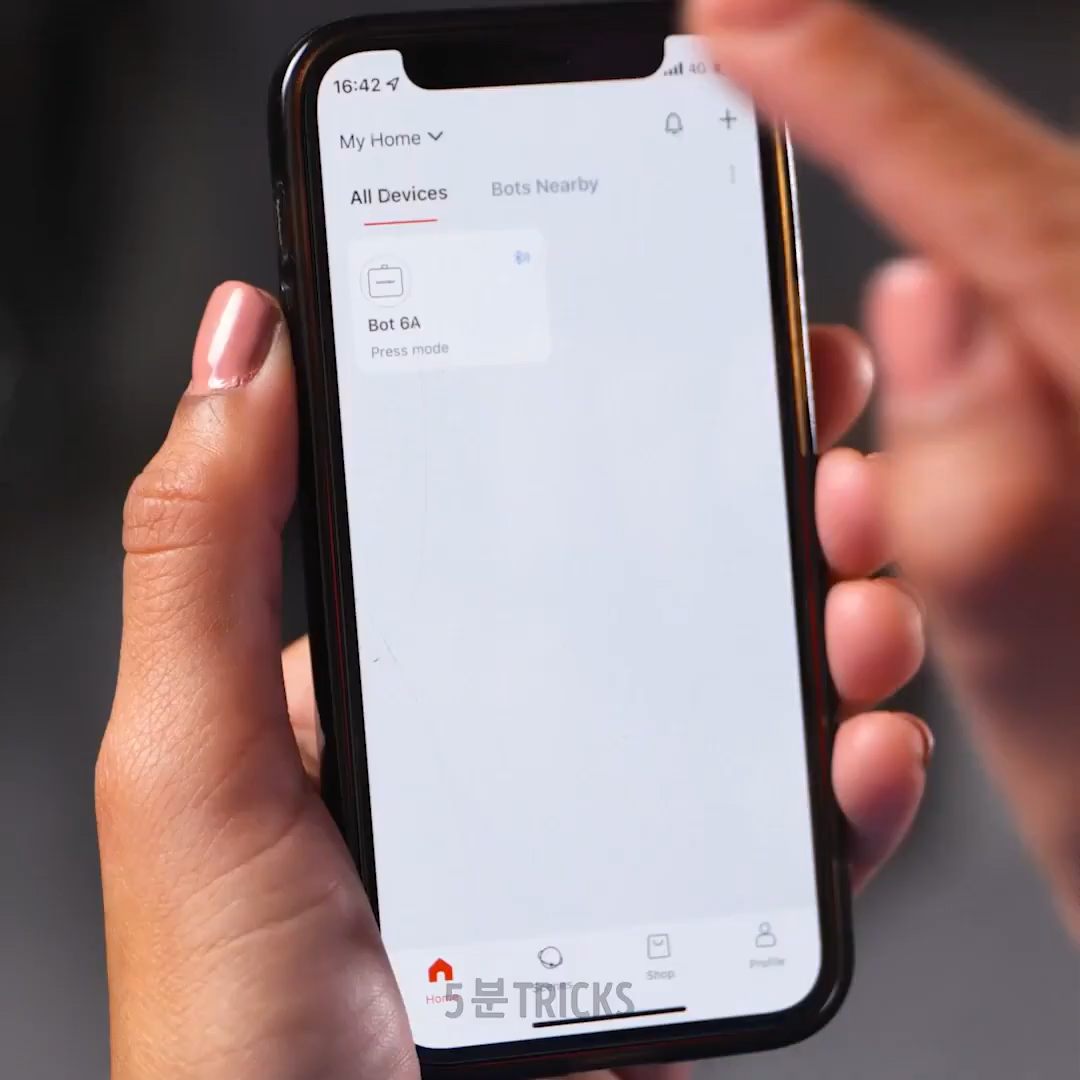 16:42
4G
My Home
All Devices
Bots Nearby
Bot 6A
Press mode
Home
Shop
Profile
5분TRICKS